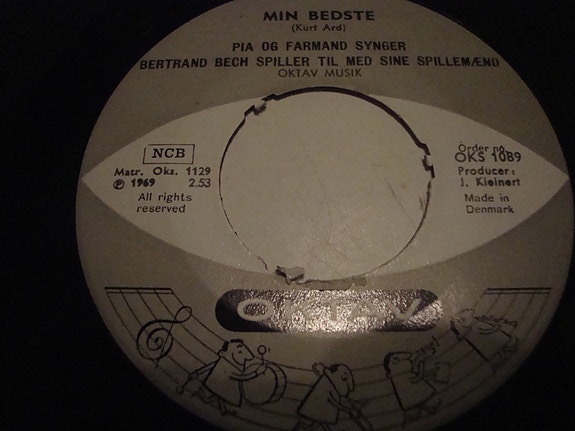 MIN BEDSTE
(Kurt Ard)
PIA OG FARMAND SYNGER
BERTRAND BECH SPILLER TIL MED SINE SPILLEMÆND
OKTAV MUSIK
NCB
Matr. Oks. 1129
℗ 1969 2.53
All rights
reserved
Order no.
OKS 1089
Producer:
J. Kleinert
Made in
Denmark
OKTAV